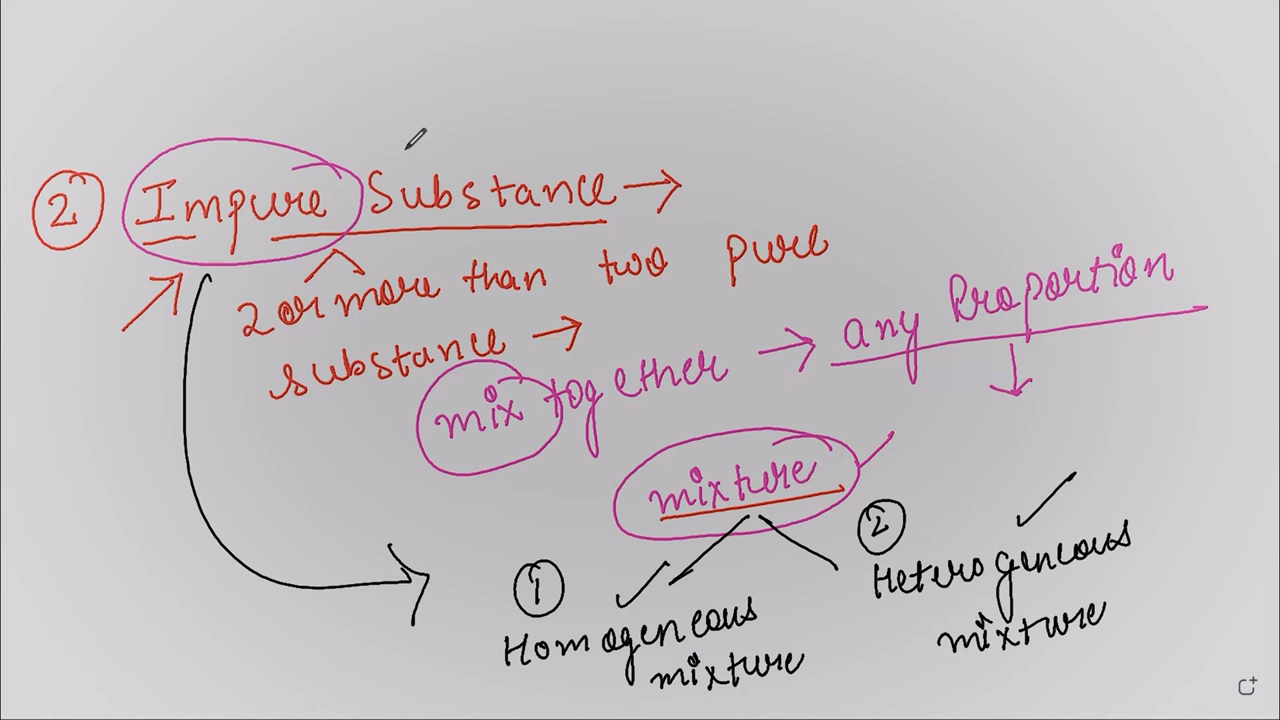 2 Impure Substance →
2 or more than two pure
substance →
mix together → any Proportion
mixture
1 2
Homogeneous mixture
Heterogeneous mixture